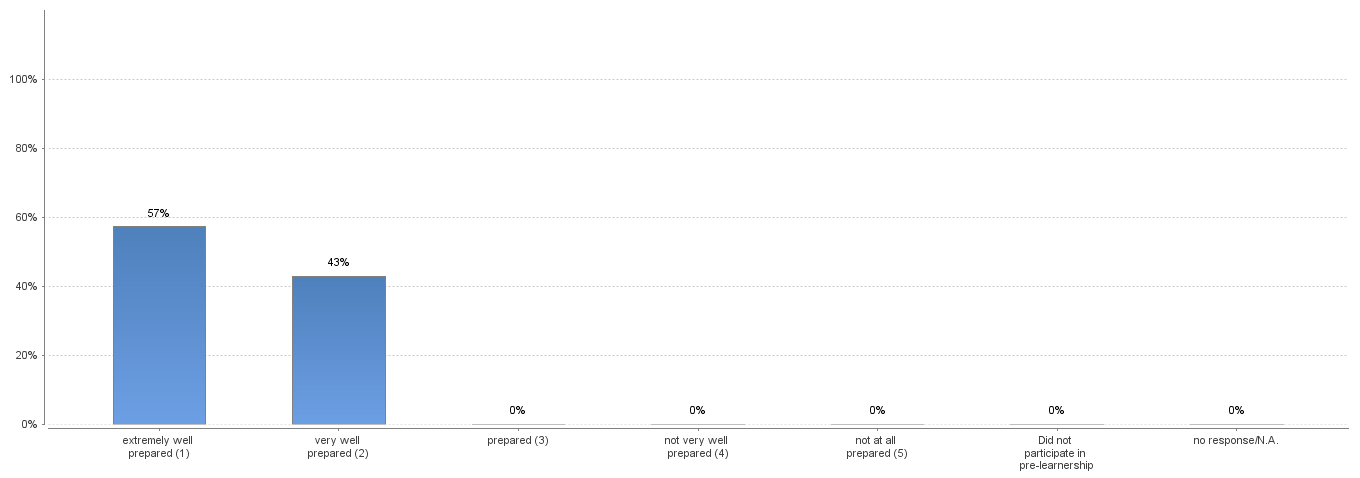 100%
80%
60%
40%
20%
0%
57%
43%
0%
0%
0%
0%
0%
extremely well
prepared (1)
very well
prepared (2)
prepared (3)
not very well
prepared (4)
not at all
prepared (5)
Did not
participate in
pre-learnership
no response/N.A.